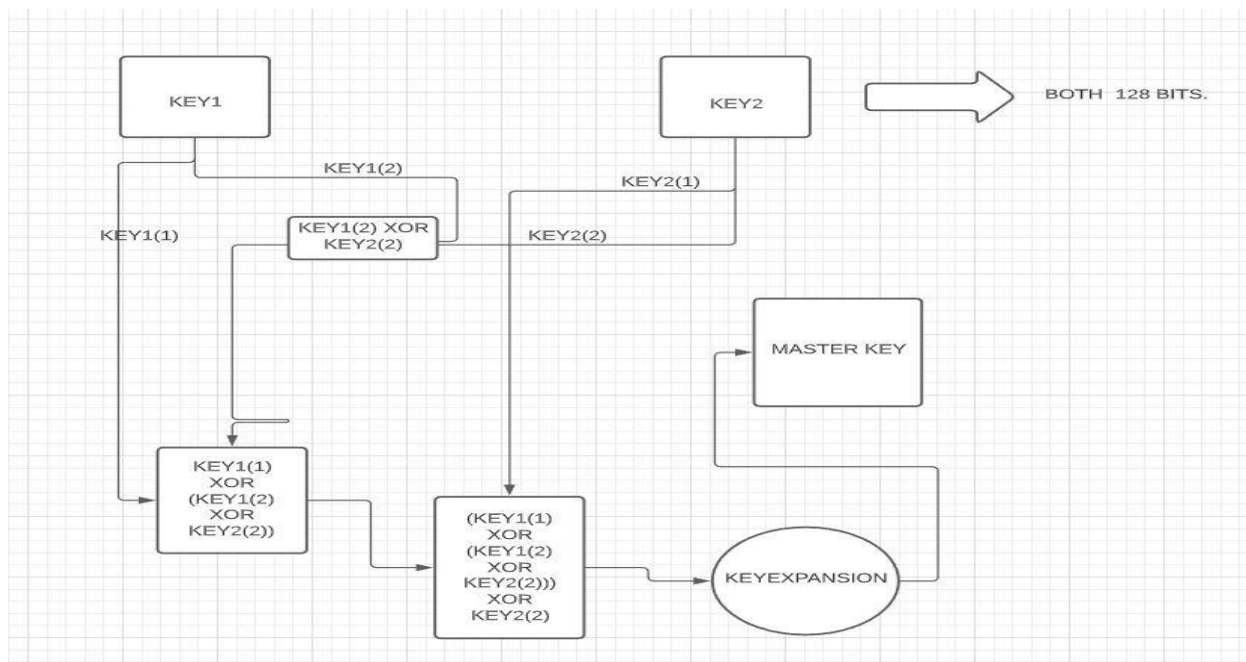 KEY1
KEY2
BOTH 128 BITS.
KEY1(2)
KEY2(1)
KEY1(1)
KEY1(2) XOR
KEY2(2)
KEY2(2)
MASTER KEY
KEY1(1)
XOR
(KEY1(2)
XOR
KEY2(2))
(KEY1(1)
XOR
(KEY1(2)
XOR
KEY2(2)))
XOR
KEY2(2)
KEYEXPANSION